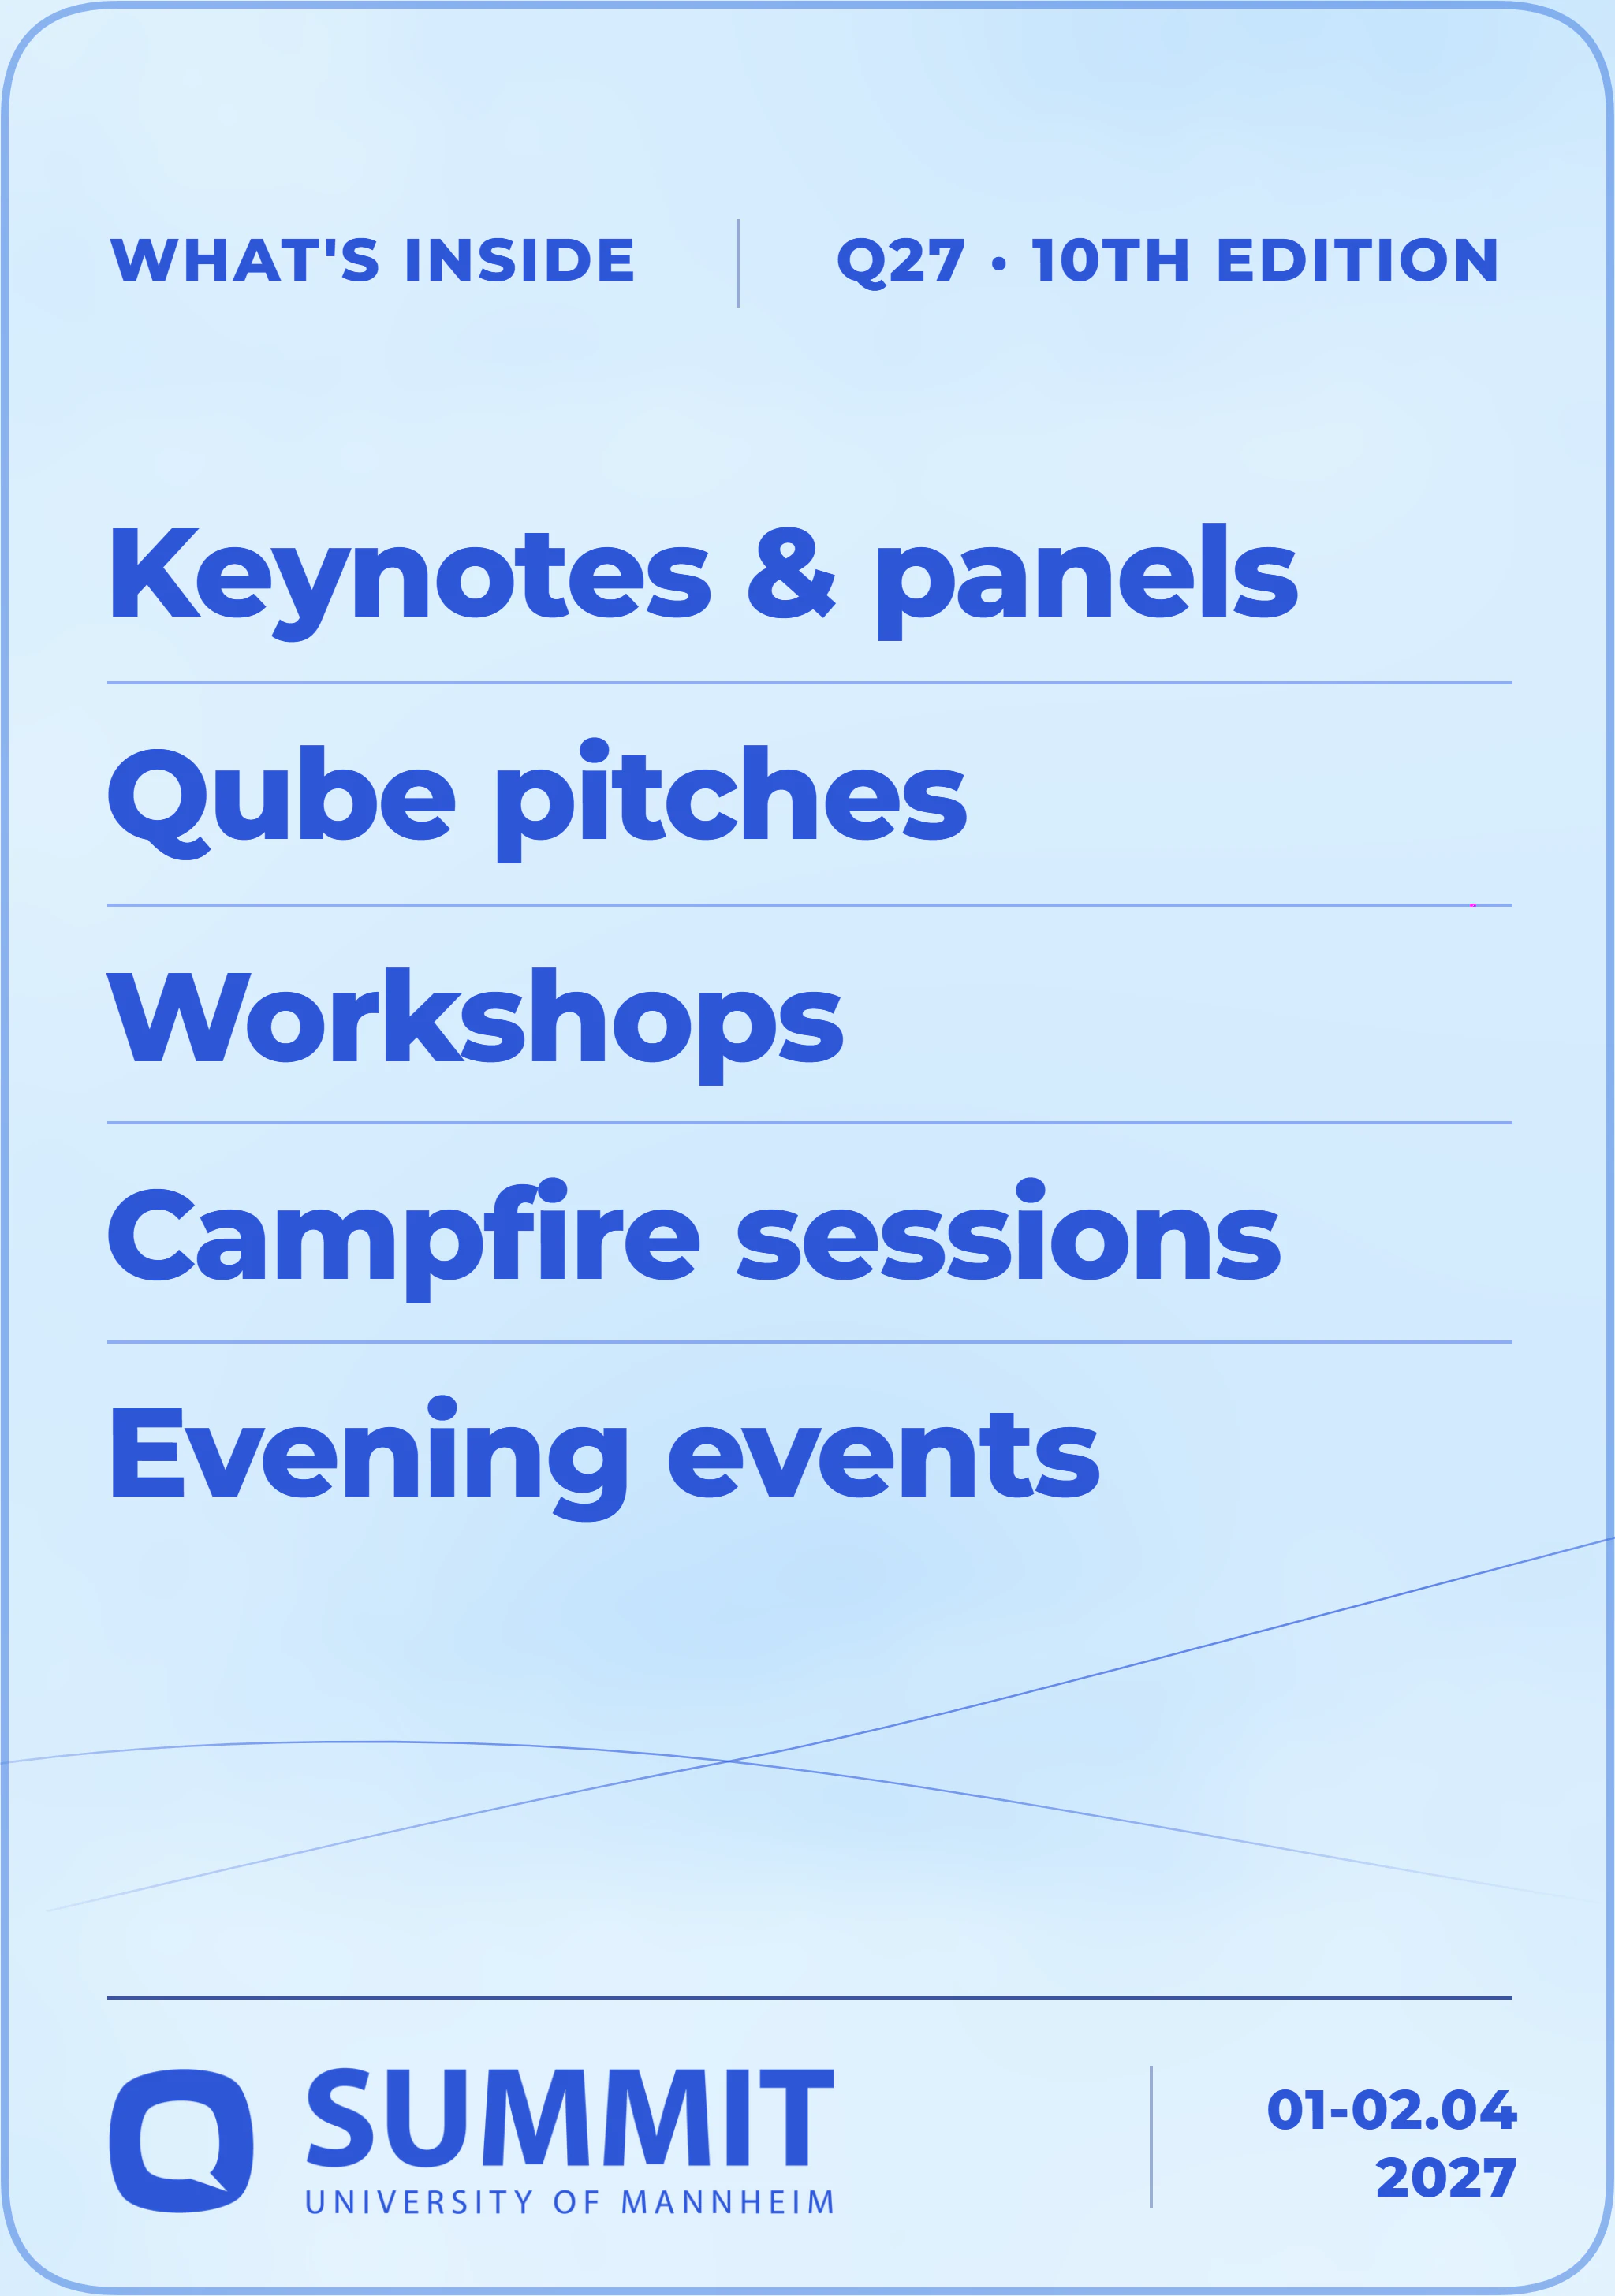 WHAT'S INSIDE
Q27 · 10TH EDITION
Keynotes & panels
Qube pitches
Workshops
Campfire sessions
Evening events
Q SUMMIT
UNIVERSITY OF MANNHEIM
01-02.04
2027